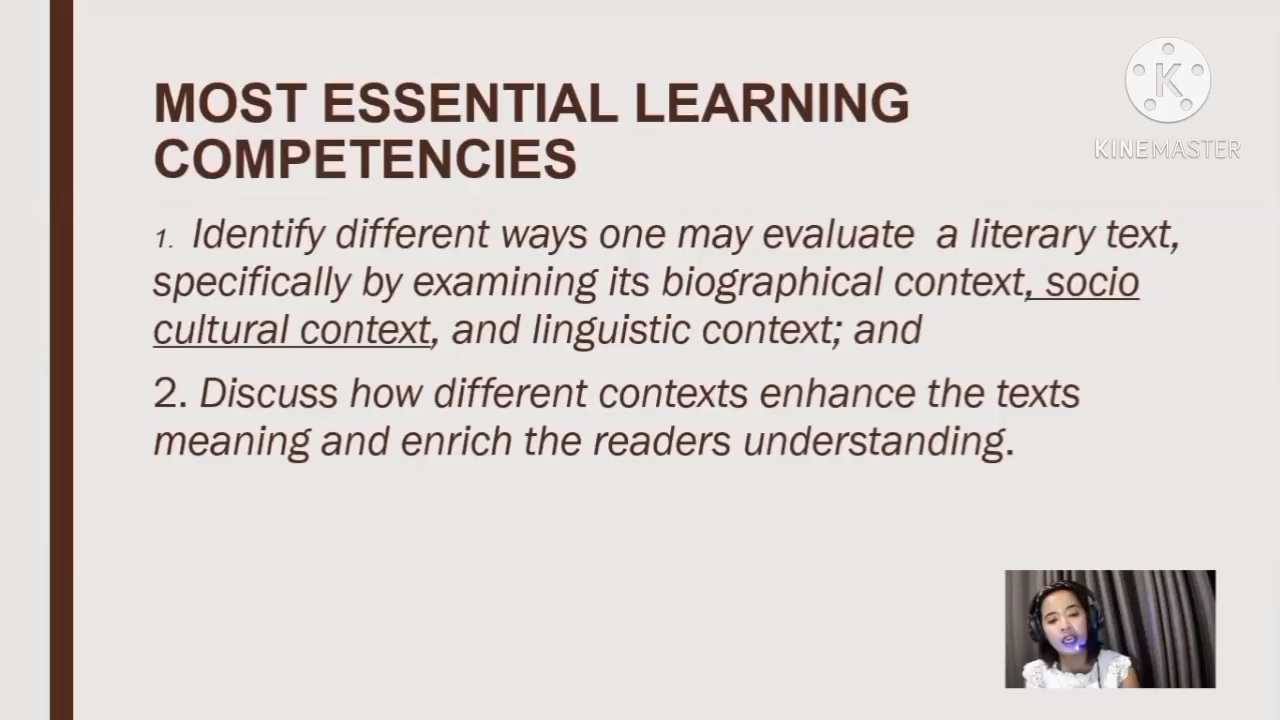 MOST ESSENTIAL LEARNING
COMPETENCIES
K
KINEMASTER
1. Identify different ways one may evaluate a literary text,
specifically by examining its biographical context, socio
cultural context, and linguistic context; and
2. Discuss how different contexts enhance the texts
meaning and enrich the readers understanding.